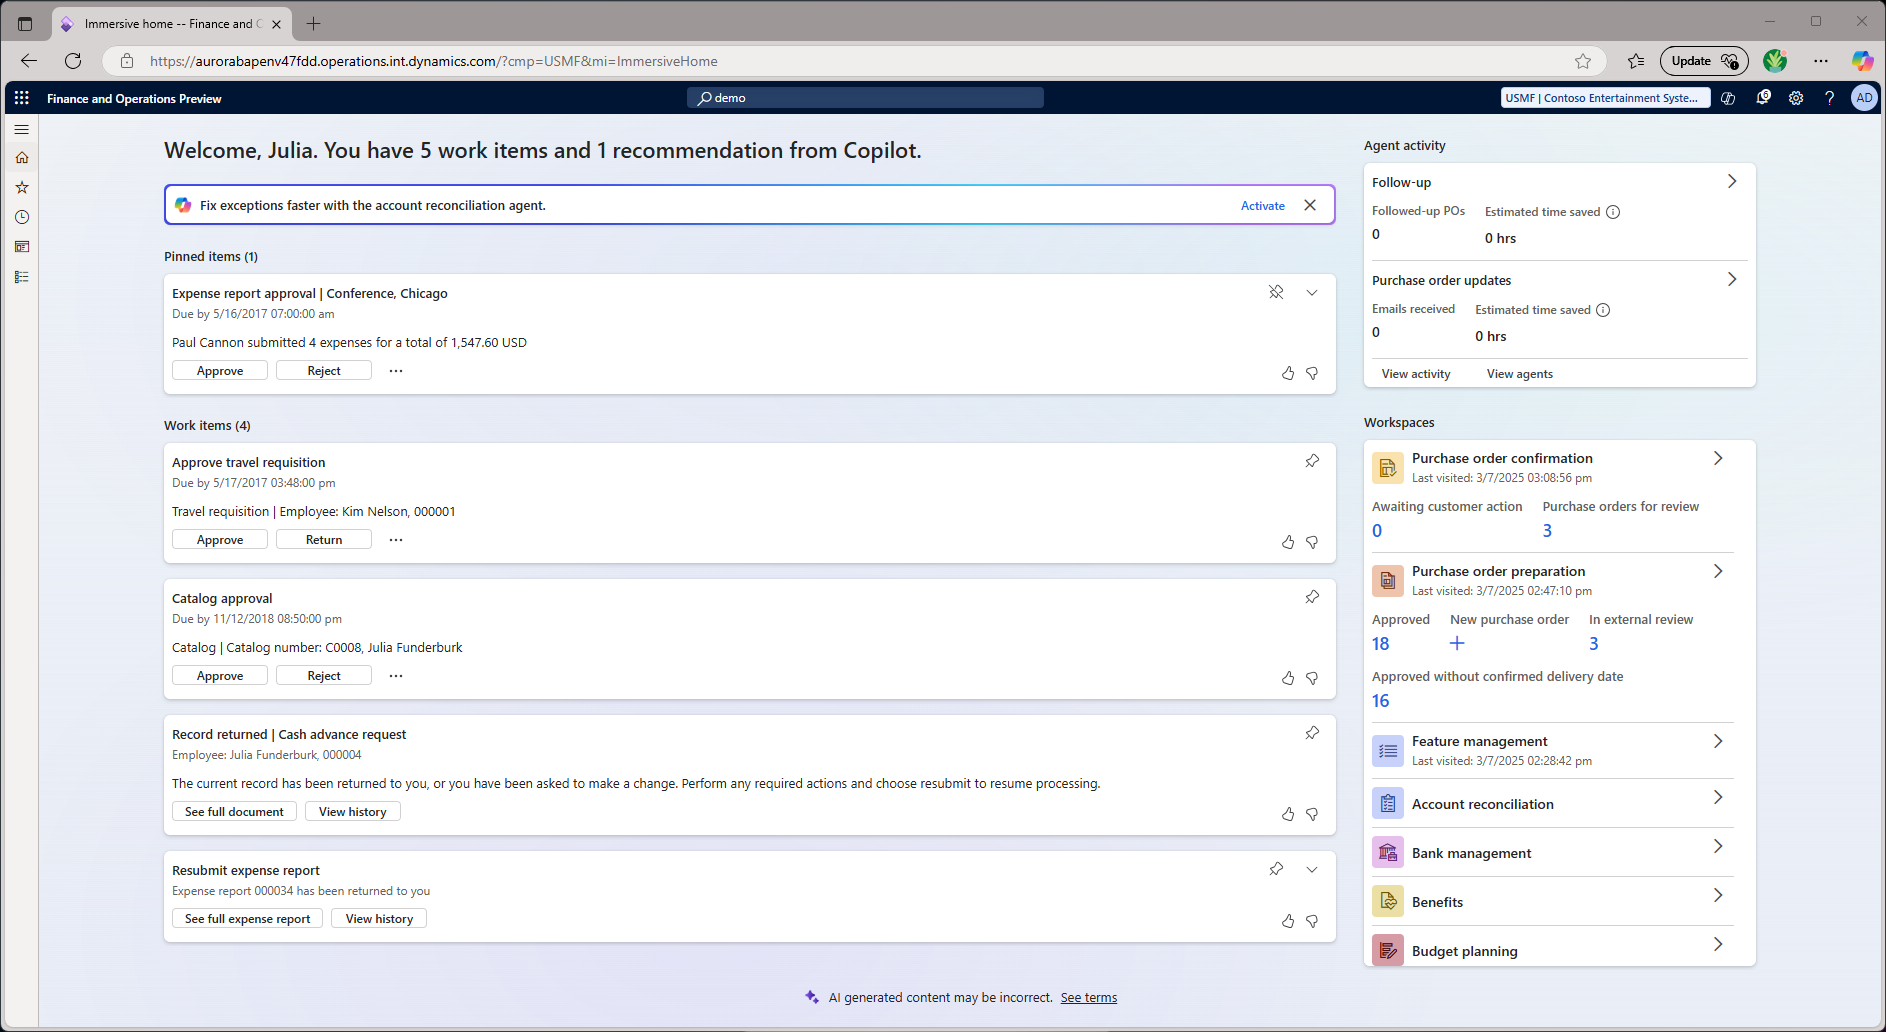 Immersive home -- Finance and C
https://aurorabapenv47fdd.operations.int.dynamics.com/?cmp=USMF&mi=ImmersiveHome
Update
Finance and Operations Preview
demo
USMF | Contoso Entertainment Syste...
6
?
AD
Welcome, Julia. You have 5 work items and 1 recommendation from Copilot.
Fix exceptions faster with the account reconciliation agent.
Activate
Pinned items (1)
Expense report approval | Conference, Chicago
Due by 5/16/2017 07:00:00 am
Paul Cannon submitted 4 expenses for a total of 1,547.60 USD
Approve
Reject
Work items (4)
Approve travel requisition
Due by 5/17/2017 03:48:00 pm
Travel requisition | Employee: Kim Nelson, 000001
Approve
Return
Catalog approval
Due by 11/12/2018 08:50:00 pm
Catalog | Catalog number: C0008, Julia Funderburk
Approve
Reject
Record returned | Cash advance request
Employee: Julia Funderburk, 000004
The current record has been returned to you, or you have been asked to make a change. Perform any required actions and choose resubmit to resume processing.
See full document
View history
Resubmit expense report
Expense report 000034 has been returned to you
See full expense report
View history
AI generated content may be incorrect. See terms
Agent activity
Follow-up
Followed-up POs
0
Estimated time saved
0 hrs
Purchase order updates
Emails received
0
Estimated time saved
0 hrs
View activity
View agents
Workspaces
Purchase order confirmation
Last visited: 3/7/2025 03:08:56 pm
Awaiting customer action
0
Purchase orders for review
3
Purchase order preparation
Last visited: 3/7/2025 02:47:10 pm
Approved
18
New purchase order
In external review
3
Approved without confirmed delivery date
16
Feature management
Last visited: 3/7/2025 02:28:42 pm
Account reconciliation
Bank management
Benefits
Budget planning